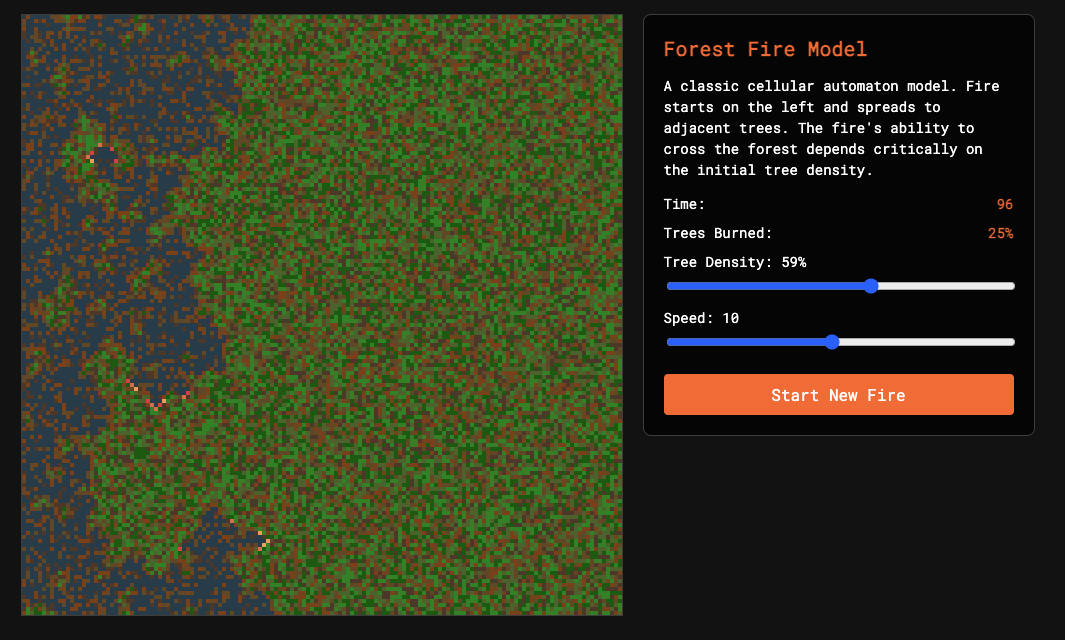 Forest Fire Model
A classic cellular automaton model. Fire
starts on the left and spreads to
adjacent trees. The fire's ability to
cross the forest depends critically on
the initial tree density.
Time: 96
Trees Burned: 25%
Tree Density: 59%
Speed: 10
Start New Fire